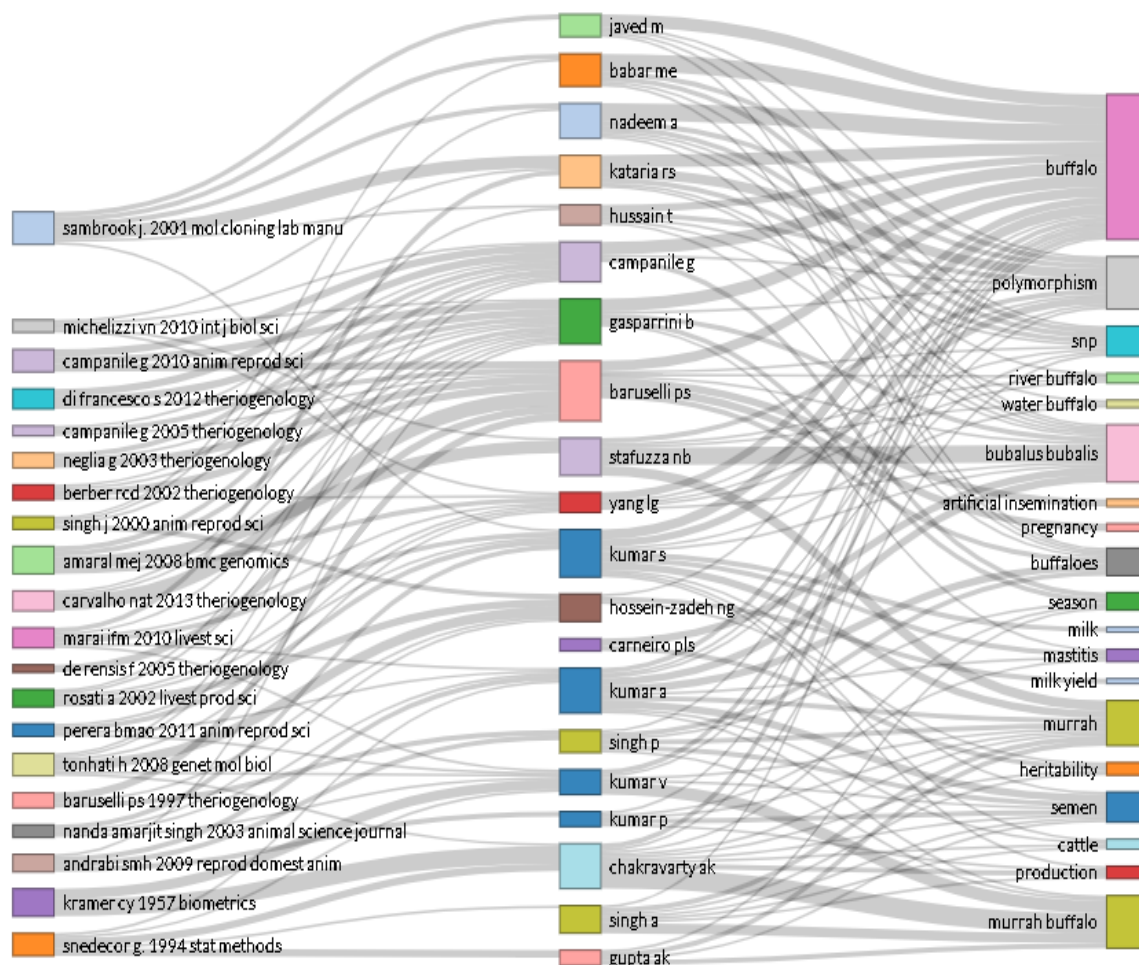 sambrook j. 2001 mol cloning lab manu
michelizzi vn 2010 int j biol sci
campanile g 2010 anim reprod sci
di francesco s 2012 theriogenology
campanile g 2005 theriogenology
neglia g 2003 theriogenology
berber rcd 2002 theriogenology
singh j 2000 anim reprod sci
amaral mej 2008 bmc genomics
carvalho nat 2013 theriogenology
marai ifm 2010 livest sci
de rensis f 2005 theriogenology
rosati a 2002 livest prod sci
perera bmao 2011 anim reprod sci
tonhati h 2008 genet mol biol
baruselli ps 1997 theriogenology
nanda amarjit singh 2003 animal science journal
andrabi smh 2009 reprod domest anim
kramer cy 1957 biometrics
snedecor g. 1994 stat methods
javed m
babar me
nadeem a
kataria rs
hussain t
campanile g
gasparrini b
baruselli ps
stafuzza nb
yang lg
kumar s
hossein-zadeh ng
carneiro pls
kumar a
singh p
kumar v
kumar p
chakravarty ak
singh a
gupta ak
buffalo
polymorphism
snp
river buffalo
water buffalo
bubalus bubalis
artificial insemination
pregnancy
buffaloes
season
milk
mastitis
milk yield
murrah
heritability
semen
cattle
production
murrah buffalo